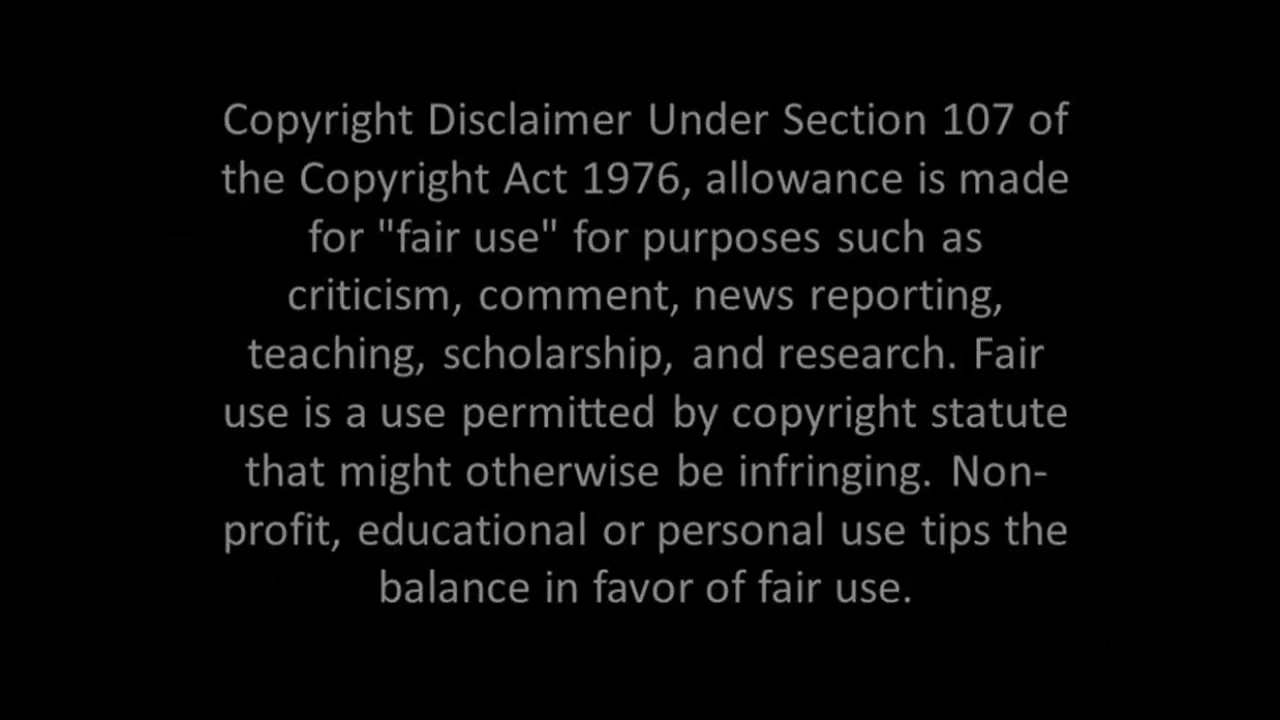 Copyright Disclaimer Under Section 107 of
the Copyright Act 1976, allowance is made
for "fair use" for purposes such as
criticism, comment, news reporting,
teaching, scholarship, and research. Fair
use is a use permitted by copyright statute
that might otherwise be infringing. Non-
profit, educational or personal use tips the
balance in favor of fair use.